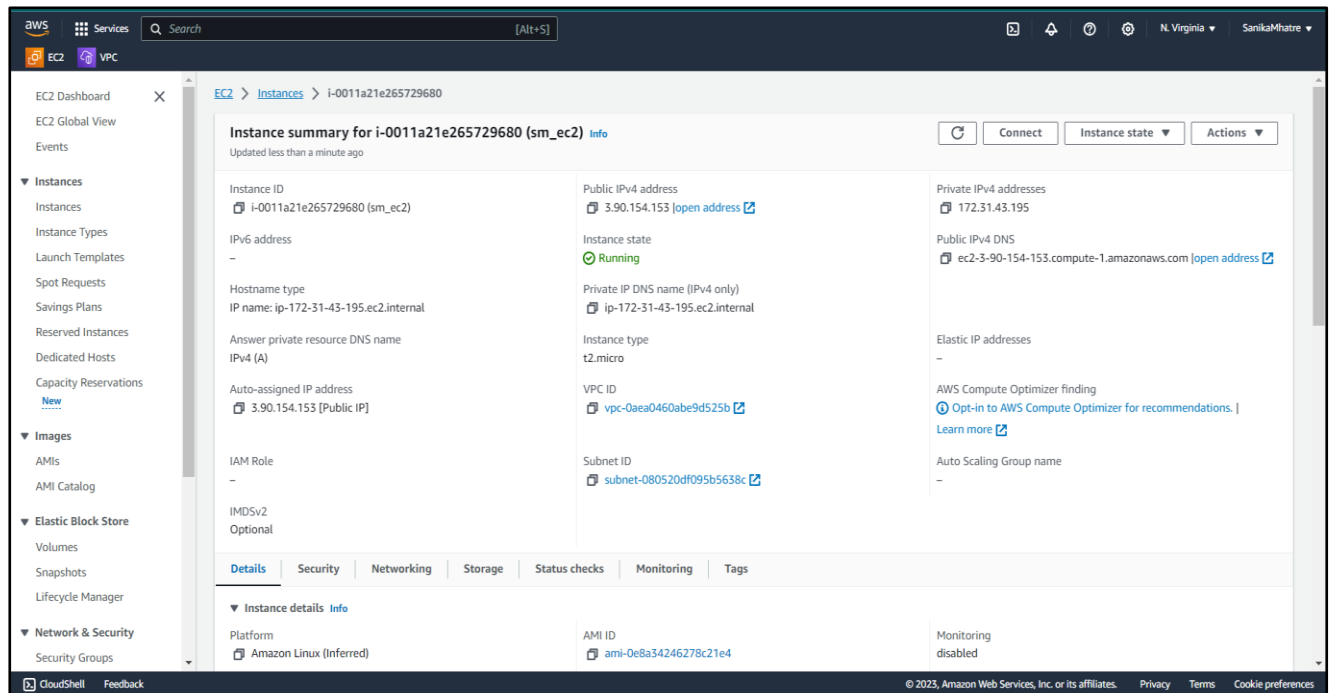 aws
Services
Search
[Alt+S]
N. Virginia
SanikaMhatre
EC2
VPC
EC2 Dashboard
EC2 Global View
Events
Instances
Instances
Instance Types
Launch Templates
Spot Requests
Savings Plans
Reserved Instances
Dedicated Hosts
Capacity Reservations
New
Images
AMIs
AMI Catalog
Elastic Block Store
Volumes
Snapshots
Lifecycle Manager
Network & Security
Security Groups
EC2 > Instances > i-0011a21e265729680
Instance summary for i-0011a21e265729680 (sm_ec2) Info
Updated less than a minute ago
Connect
Instance state
Actions
Instance ID
i-0011a21e265729680 (sm_ec2)
Public IPv4 address
3.90.154.153 |open address
Private IPv4 addresses
172.31.43.195
IPv6 address
–
Instance state
Running
Public IPv4 DNS
ec2-3-90-154-153.compute-1.amazonaws.com |open address
Hostname type
IP name: ip-172-31-43-195.ec2.internal
Private IP DNS name (IPv4 only)
ip-172-31-43-195.ec2.internal
Answer private resource DNS name
IPv4 (A)
Instance type
t2.micro
Elastic IP addresses
–
Auto-assigned IP address
3.90.154.153 [Public IP]
VPC ID
vpc-0aea0460abe9d525b
AWS Compute Optimizer finding
Opt-in to AWS Compute Optimizer for recommendations. |
Learn more
IAM Role
–
Subnet ID
subnet-080520df095b5638c
Auto Scaling Group name
–
IMDSv2
Optional
Details
Security
Networking
Storage
Status checks
Monitoring
Tags
Instance details Info
Platform
Amazon Linux (Inferred)
AMI ID
ami-0e8a34246278c21e4
Monitoring
disabled
CloudShell
Feedback
© 2023, Amazon Web Services, Inc. or its affiliates.
Privacy
Terms
Cookie preferences